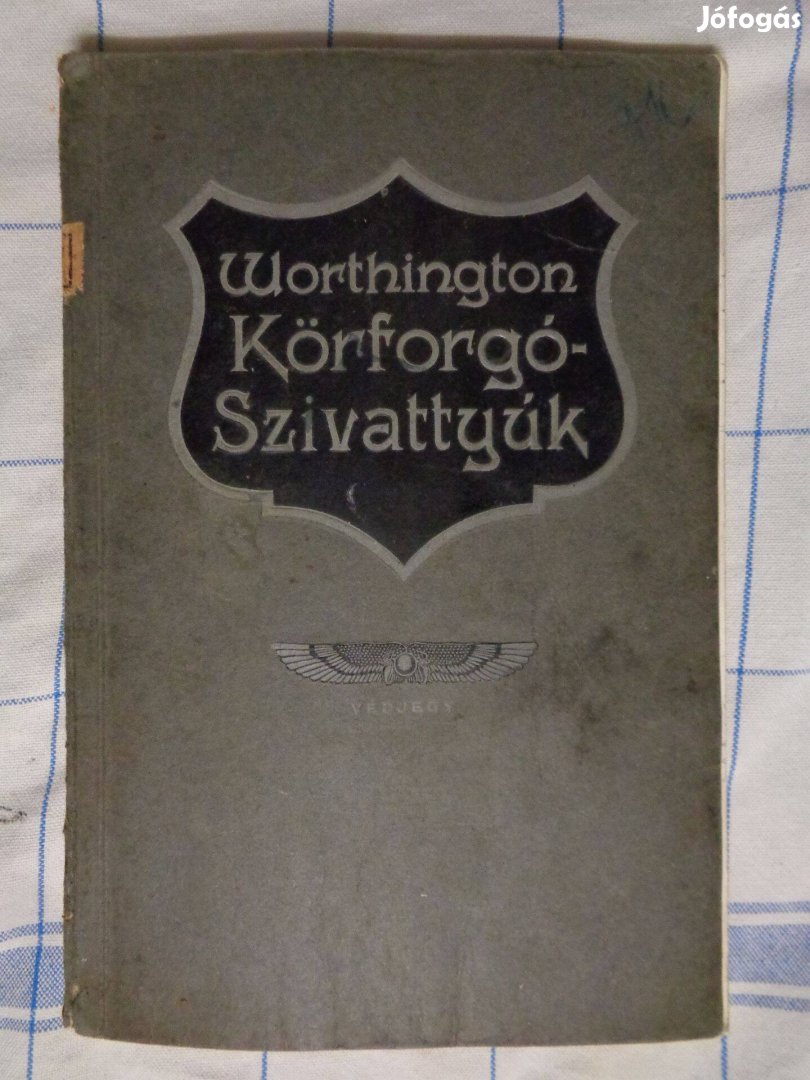 Jófogás
Worthington
Körforgó-
Szivattyúk
VÉDJEGY